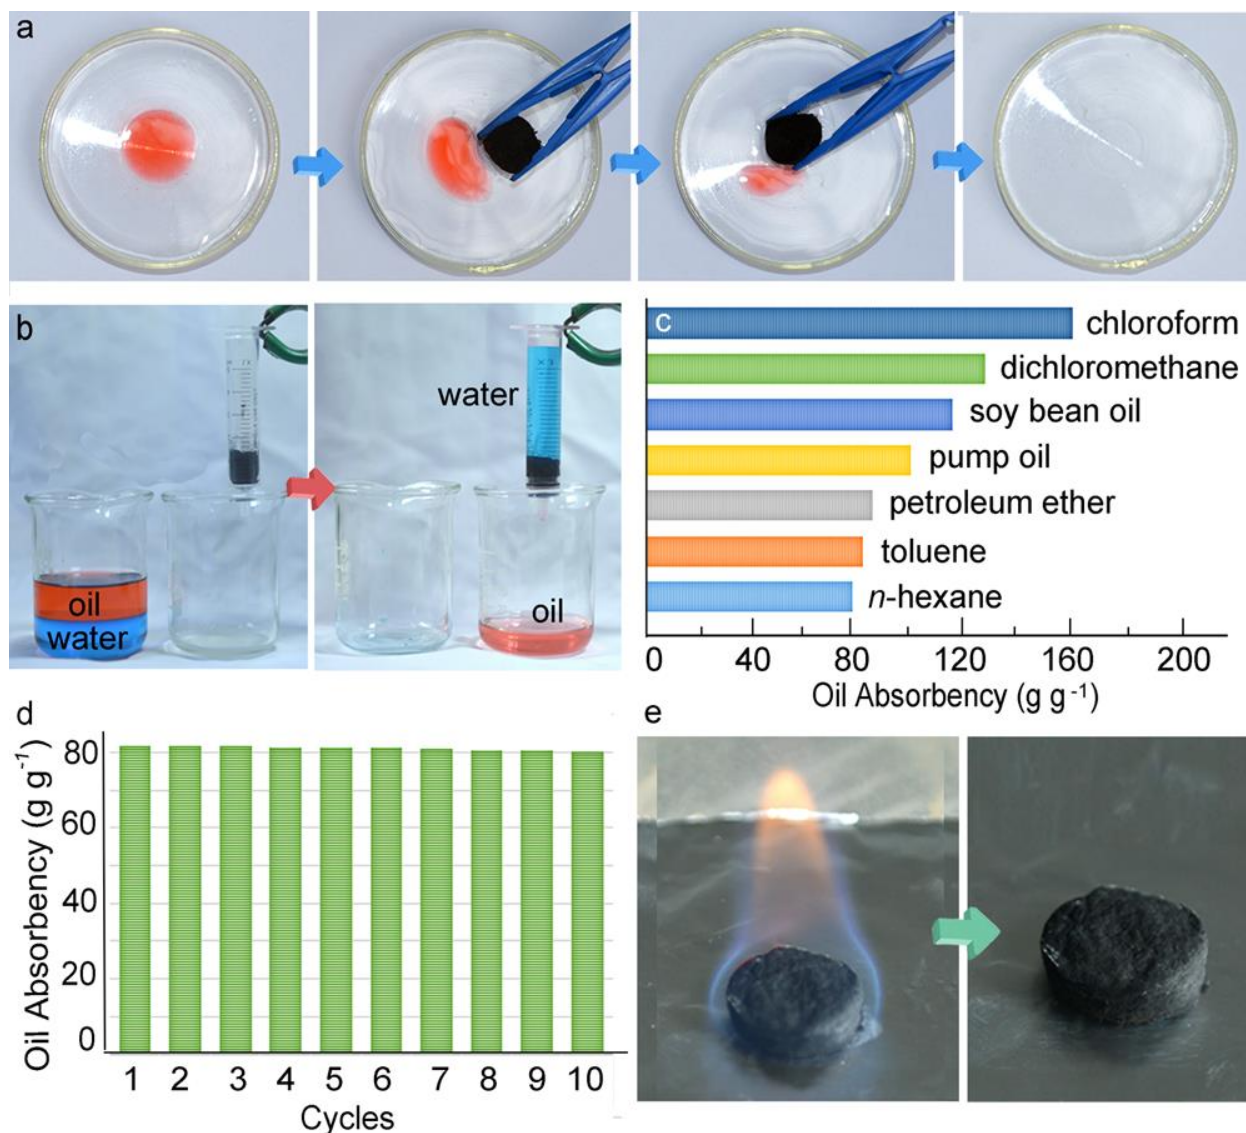 a
b
water
oil
water
oil
c
chloroform
dichloromethane
soy bean oil
pump oil
petroleum ether
toluene
n-hexane
0 40 80 120 160 200
Oil Absorbency (g g⁻¹)
d
Oil Absorbency (g g⁻¹)
80
60
40
20
0
1 2 3 4 5 6 7 8 9 10
Cycles
e